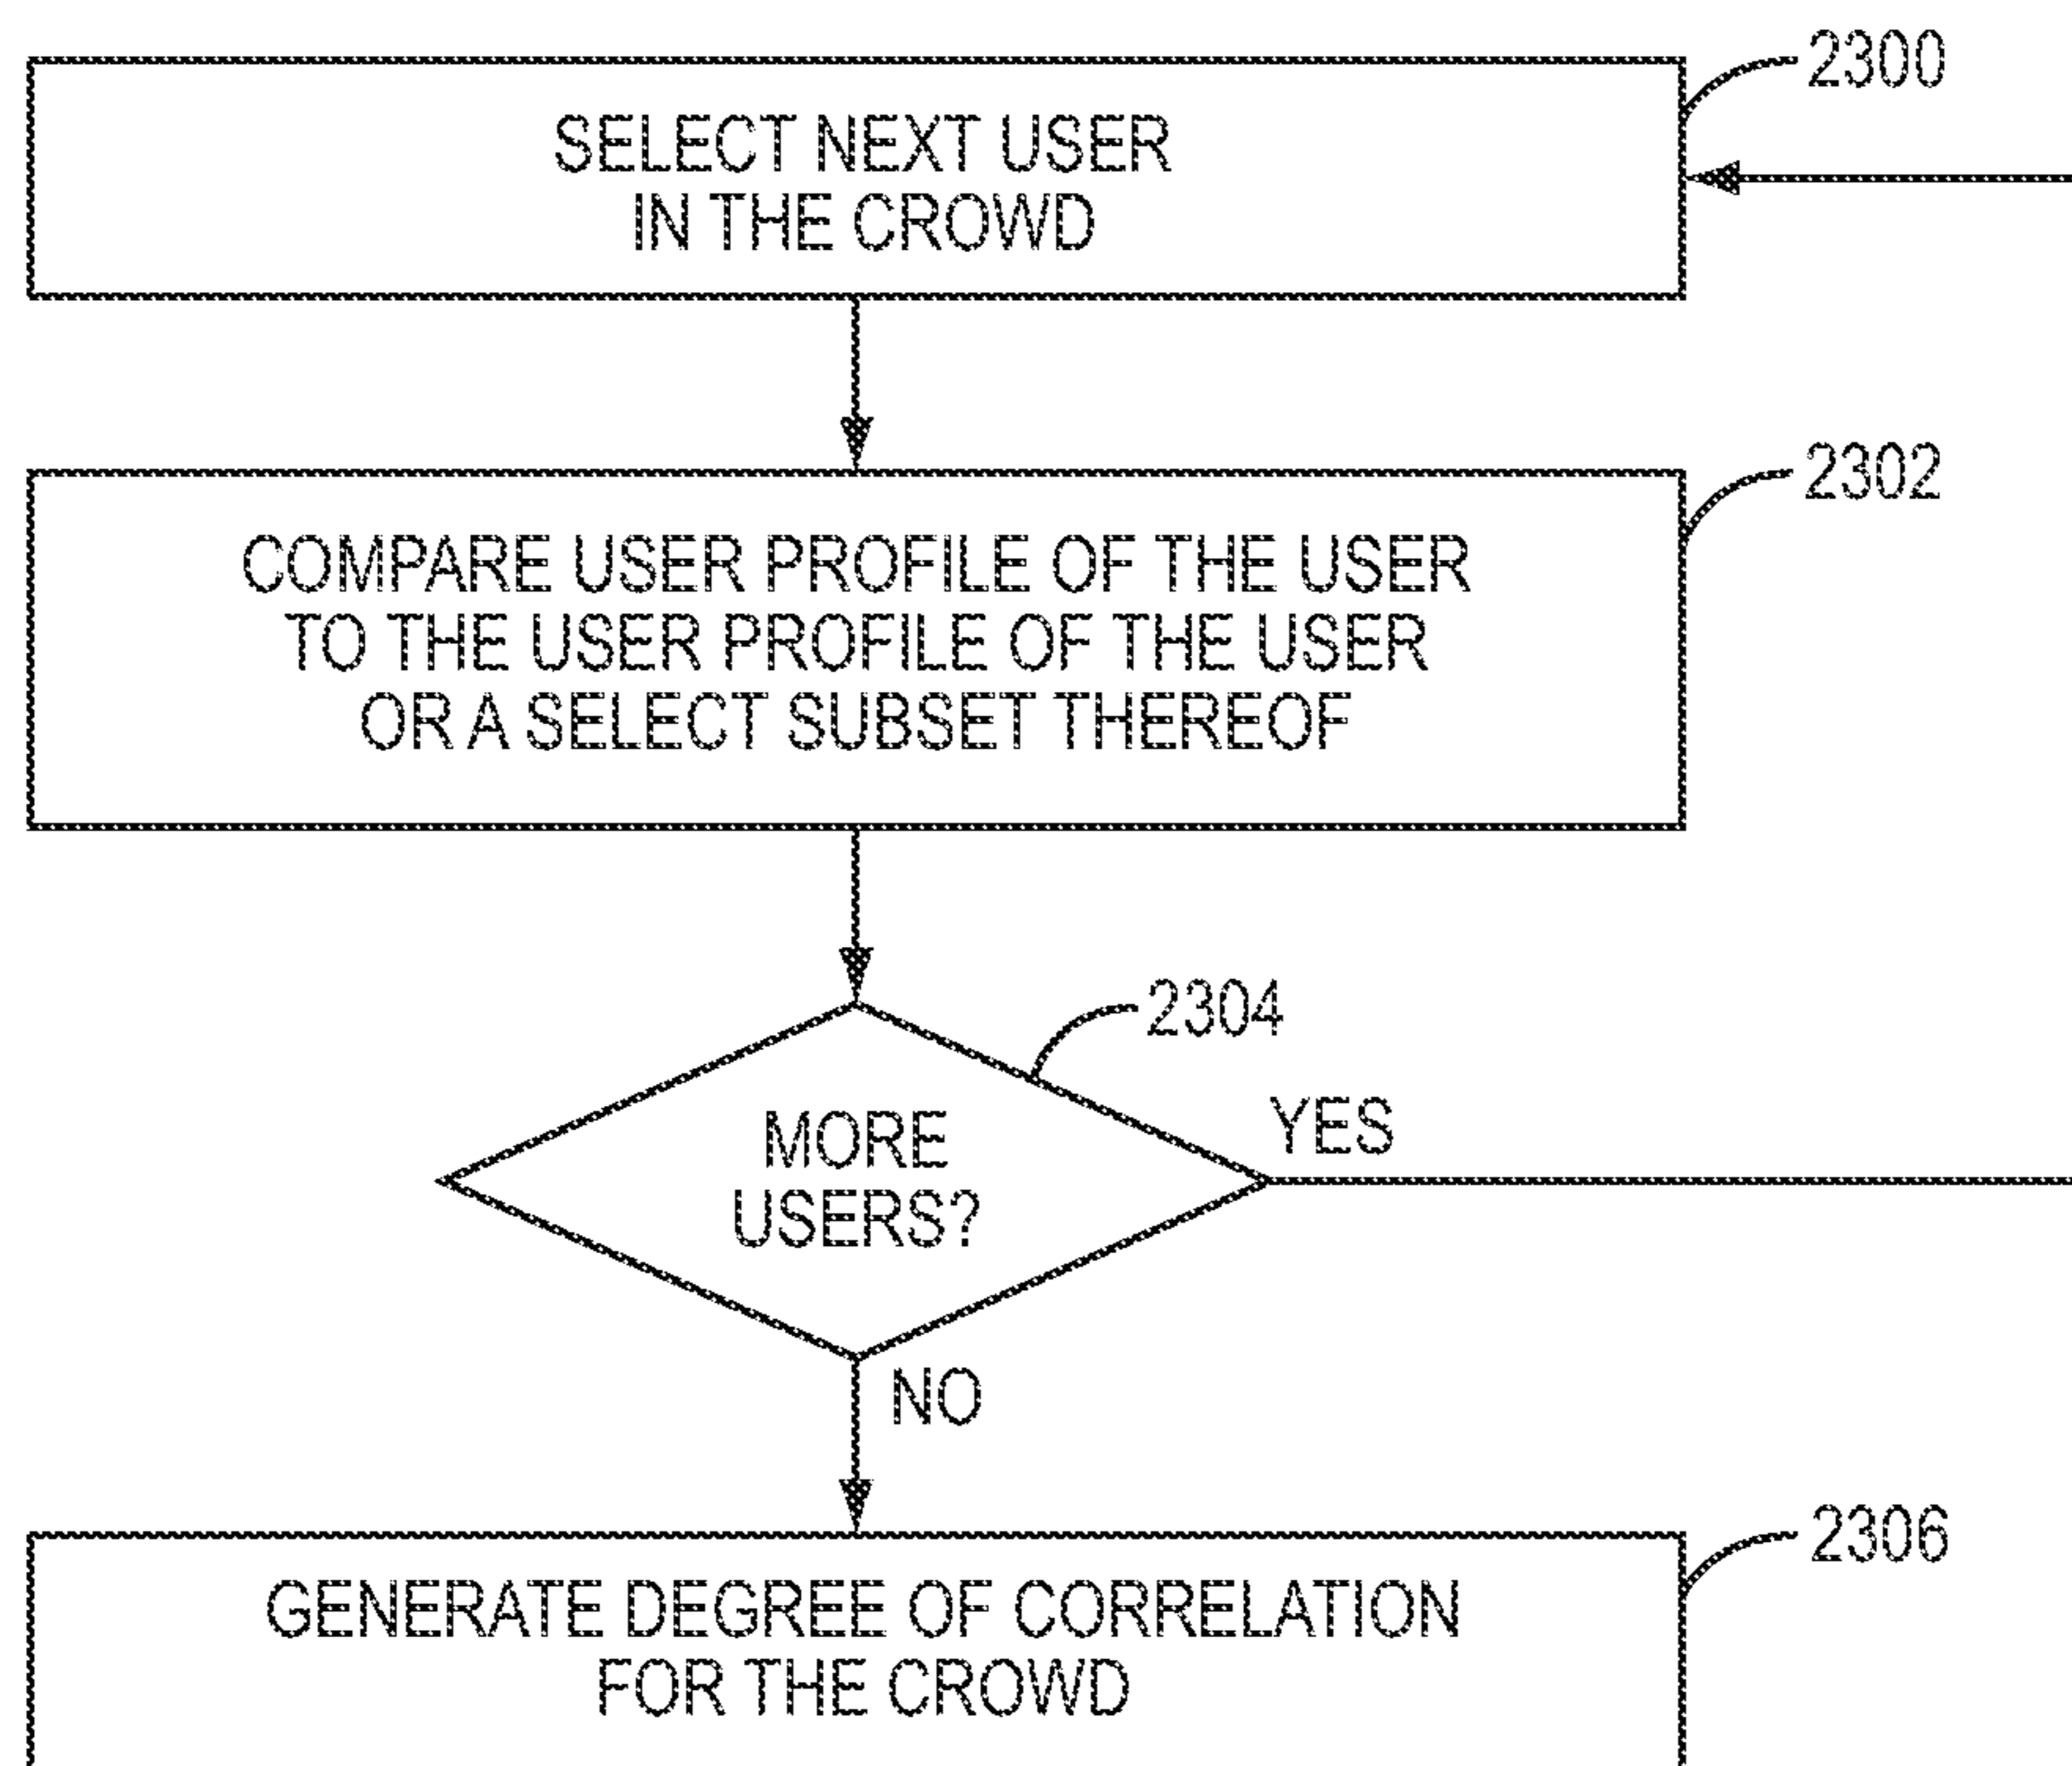 2300
SELECT NEXT USER
IN THE CROWD
2302
COMPARE USER PROFILE OF THE USER
TO THE USER PROFILE OF THE USER
OR A SELECT SUBSET THEREOF
2304
MORE
USERS?
YES
NO
2306
GENERATE DEGREE OF CORRELATION
FOR THE CROWD